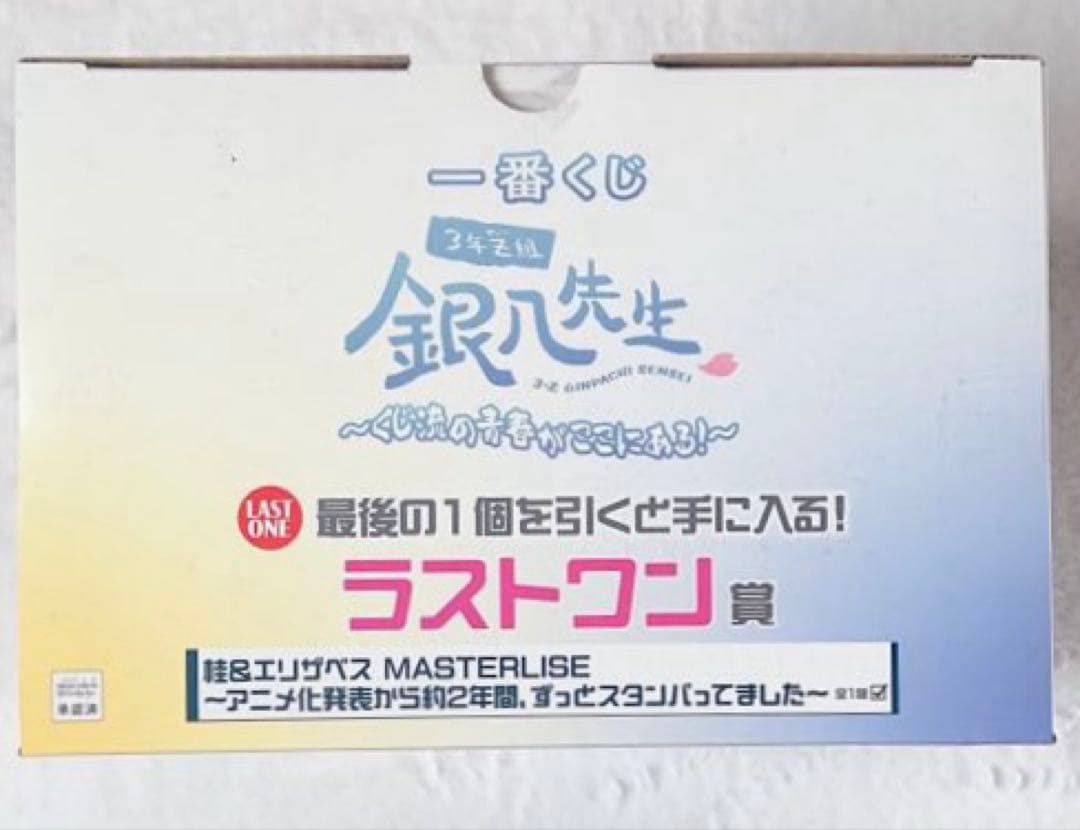 一番くじ
3年Z組
銀八先生
3-Z GINPACHI SENSEI
〜くじ流の青春がここにある!〜
LAST
ONE
最後の1個を引くと手に入る!
ラストワン賞
桂&エリザベス MASTERLISE
〜アニメ化発表から約2年間、ずっとスタンバってました〜 全1種
承認済